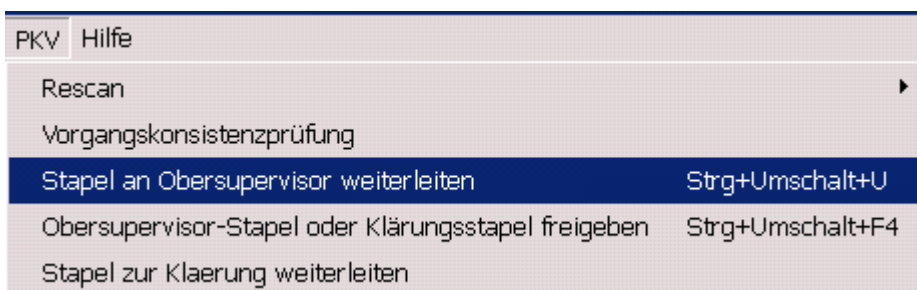 PKV Hilfe
Rescan
Vorgangskonsistenzprüfung
Stapel an Obersupervisor weiterleiten Strg+Umschalt+U
Obersupervisor-Stapel oder Klärungsstapel freigeben Strg+Umschalt+F4
Stapel zur Klaerung weiterleiten